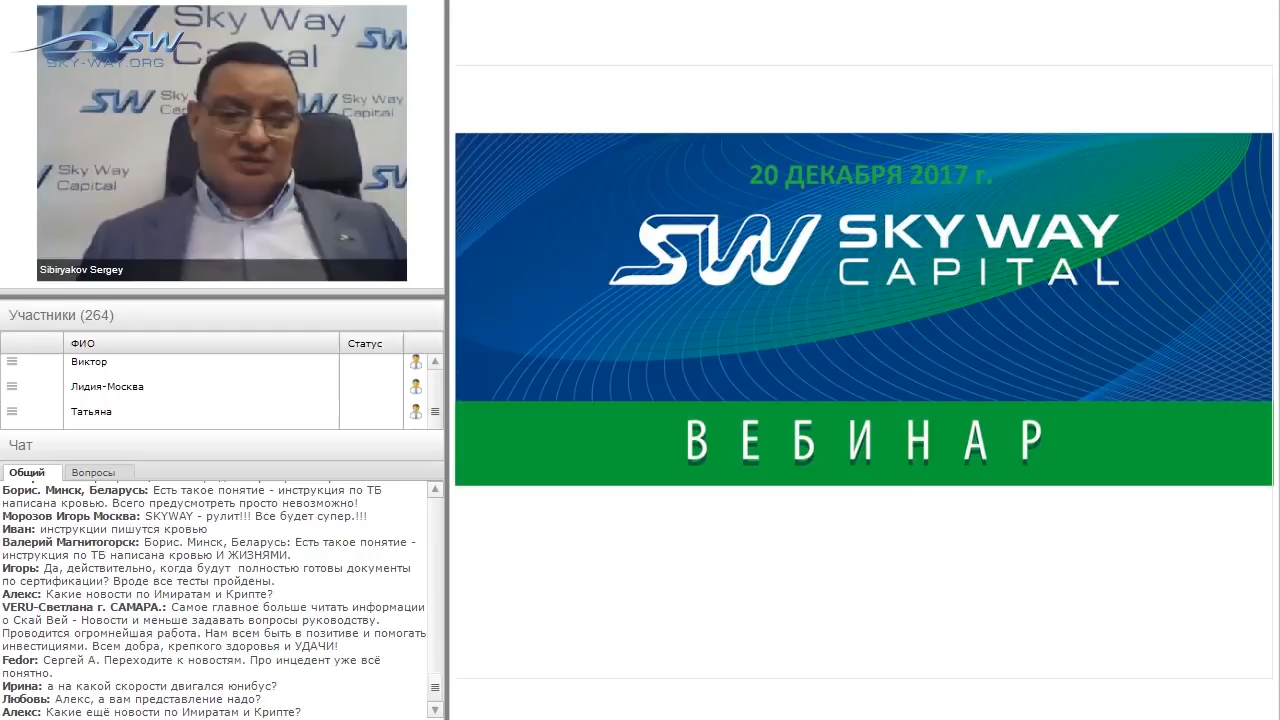 Sky Way
Capital
SW
SW
SKY-WAY.ORG
SW
Sky
SW
Sky Way
Capital
Sky Way
Capital
SW
Sibiryakov Sergey
Участники (264)
ФИО
Статус
Виктор
Лидия-Москва
Татьяна
Чат
Общий
Вопросы
Борис. Минск, Беларусь: Есть такое понятие - инструкция по ТБ
написана кровью. Всего предусмотреть просто невозможно!
Морозов Игорь Москва: SKYWAY - рулит!!! Все будет супер.!!!
Иван: инструкции пишутся кровью
Валерий Магнитогорск: Борис. Минск, Беларусь: Есть такое понятие -
инструкция по ТБ написана кровью И ЖИЗНЯМИ.
Игорь: Да, действительно, когда будут полностью готовы документы
по сертификации? Вроде все тесты пройдены.
Алекс: Какие новости по Имиратам и Крипте?
VERU-Светлана г. САМАРА.: Самое главное больше читать информации
о Скай Вей - Новости и меньше задавать вопросы руководству.
Проводится огромнейшая работа. Нам всем быть в позитиве и помогать
инвестициями. Всем добра, крепкого здоровья и УДАЧИ!
Fedor: Сергей А. Переходите к новостям. Про инцедент уже всё
понятно.
Ирина: а на какой скорости двигался юнибус?
Любовь: Алекс, а вам представление надо?
Алекс: Какие ещё новости по Имиратам и Крипте?
20 ДЕКАБРЯ 2017 г.
SW SKY WAY
CAPITAL
ВЕБИНАР